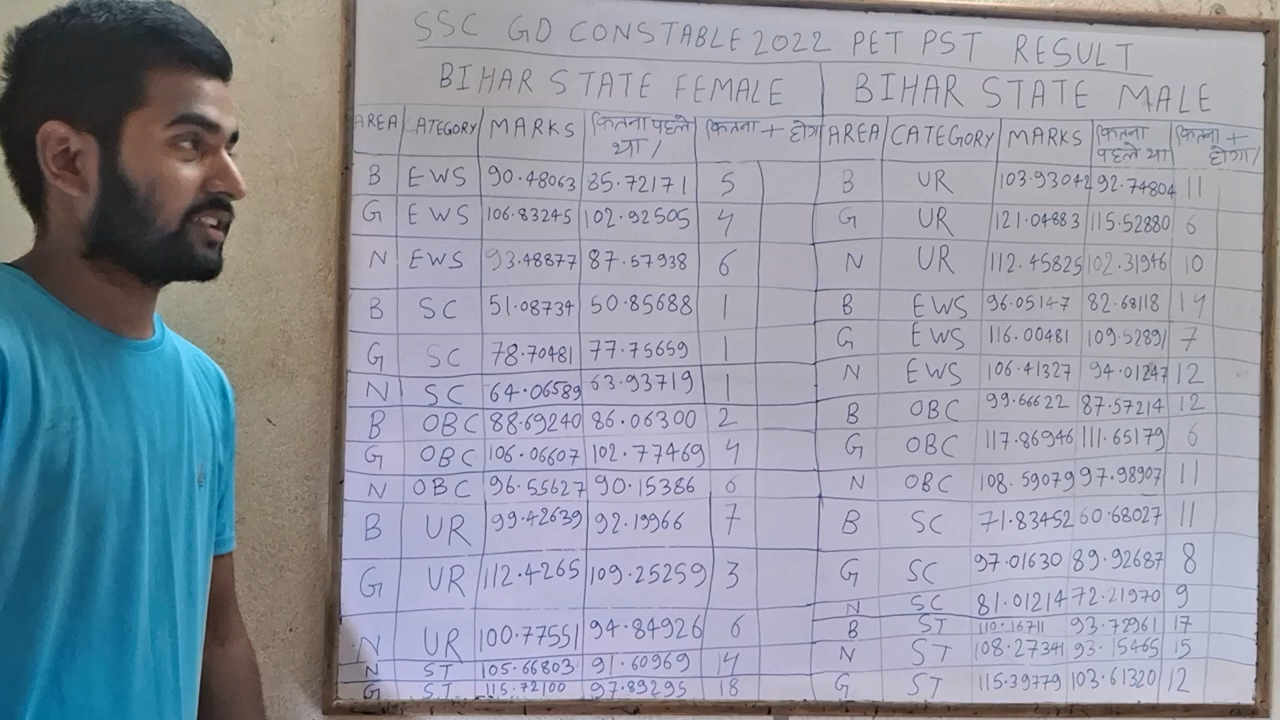 SSC GD CONSTABLE 2022 PET PST RESULT
BIHAR STATE FEMALE
AREA CATEGORY MARKS कितना पहले था / कितना + होगा
B EWS 90.48063 85.72171 5
G EWS 106.83245 102.92505 4
N EWS 93.48877 87.57938 6
B SC 51.08734 50.85688 1
G SC 78.70481 77.75659 1
N SC 64.06589 63.93719 1
B OBC 88.69240 86.06300 2
G OBC 106.06607 102.77469 4
N OBC 96.55627 90.15386 6
B UR 99.42639 92.19966 7
G UR 112.4265 109.25259 3
N UR 100.77551 94.84926 6
N ST 105.66803 91.60969 14
G ST 115.72100 97.89295 18
BIHAR STATE MALE
AREA CATEGORY MARKS कितना पहले था कितना + होगा /
B UR 103.93042 92.74804 11
G UR 121.04883 115.52880 6
N UR 112.45825 102.31946 10
B EWS 96.05147 82.68118 14
G EWS 116.00481 109.52891 7
N EWS 106.41327 94.01247 12
B OBC 99.66622 87.57214 12
G OBC 117.86946 111.65179 6
N OBC 108.59079 97.98907 11
B SC 71.83452 60.68027 11
G SC 97.01630 89.92687 8
N SC 81.01214 72.21970 9
B ST 110.16711 93.72961 17
N ST 108.27341 93.15465 15
G ST 115.39779 103.61320 12